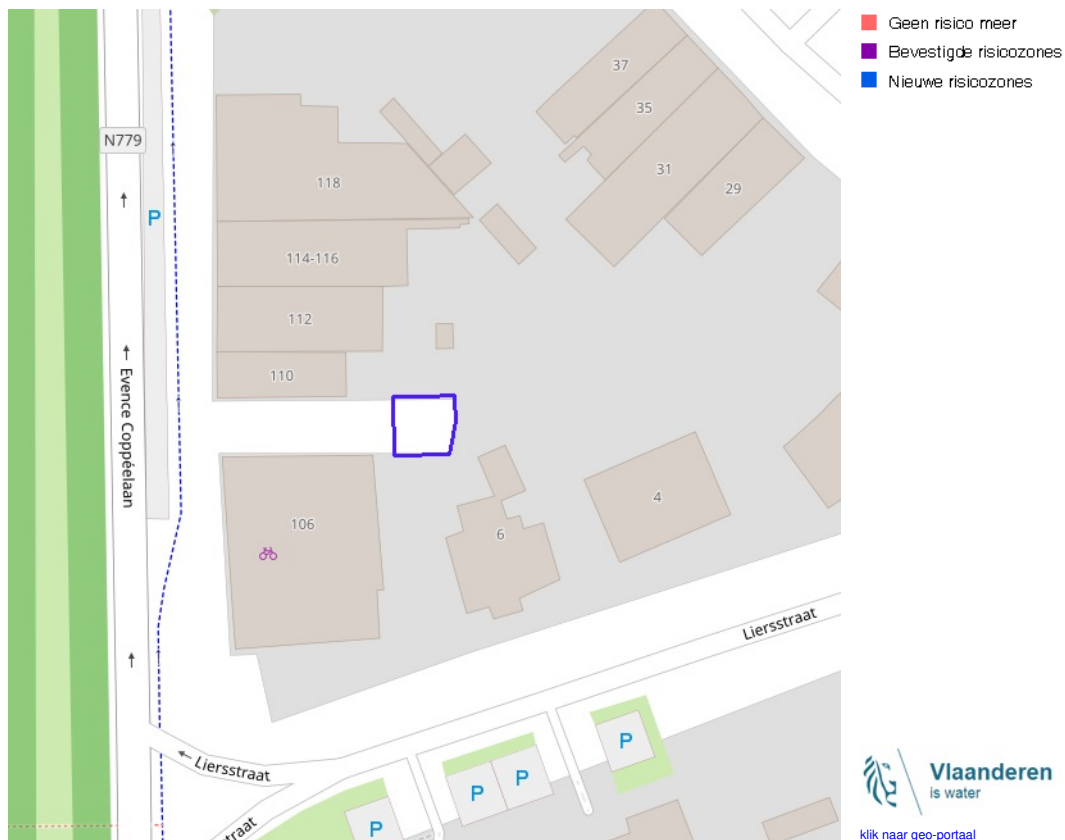 Geen risico meer
Bevestigde risicozones
Nieuwe risicozones
37
35
N779
31
118
29
P
114-116
112
110
Evence Coppéelaan
4
106
6
Liersstraat
P
P
Liersstraat
P
P
straat
Vlaanderen
is water
klik naar geo-portaal